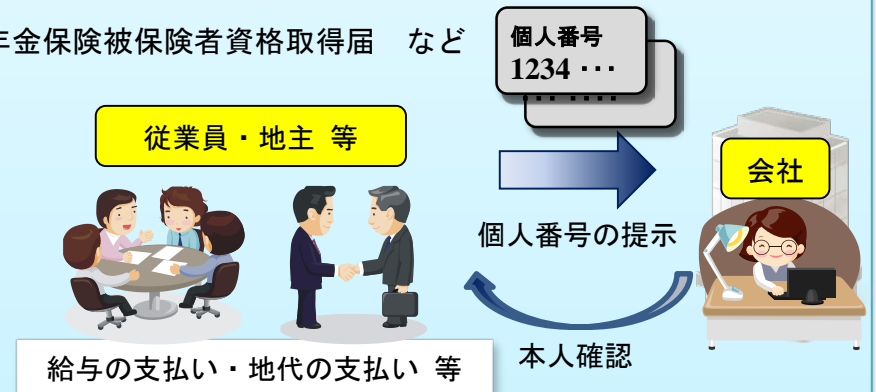 年金保険被保険者資格取得届　など
個人番号
1234 ･･･
従業員・地主 等
会社
個人番号の提示
本人確認
給与の支払い・地代の支払い 等